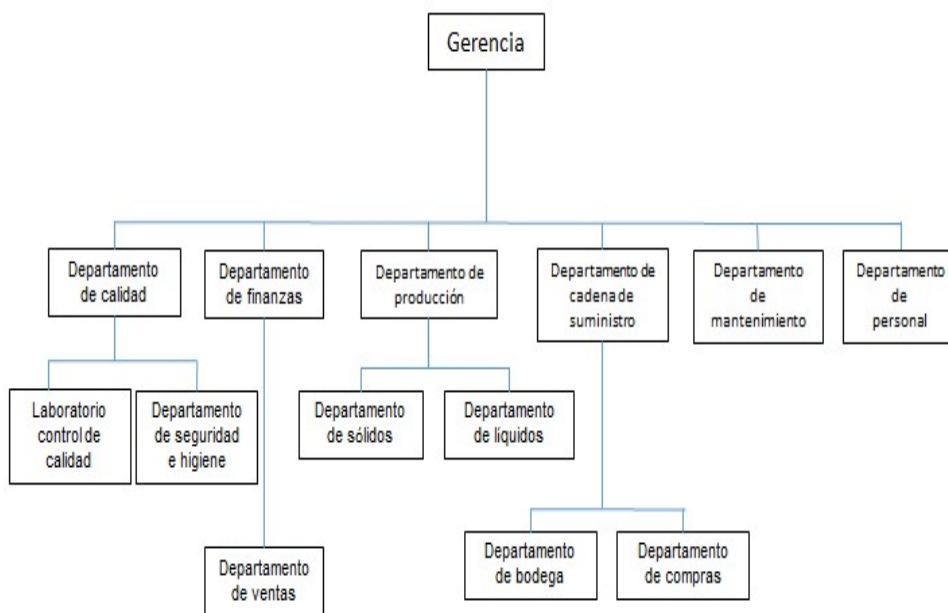 Gerencia
Departamento
de calidad
Departamento
de finanzas
Departamento de
producción
Departamento de
cadena de
suministro
Departamento
de
mantenimiento
Departamento
de
personal
Laboratorio
control de
calidad
Departamento
de seguridad
e higiene
Departamento
de sólidos
Departamento
de líquidos
Departamento
de ventas
Departamento
de bodega
Departamento
de compras